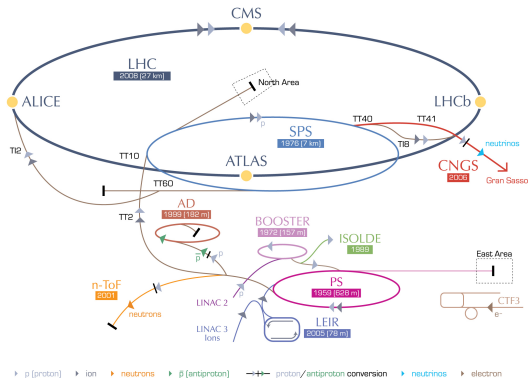 CMS
LHC
2008 (27 km)
North Area
ALICE
LHCb
TT40
TT41
SPS
1976 (7 km)
TI8
TI2
TT10
ATLAS
neutrinos
CNGS
2006
Gran Sasso
TT60
AD
1999 (182 m)
TT2
BOOSTER
1972 (157 m)
ISOLDE
1989
p
p
p̅
East Area
n-ToF
2001
PS
1959 (628 m)
LINAC 2
p
neutrons
CTF3
e-
LINAC 3
Ions
LEIR
2005 (78 m)
p (proton)
ion
neutrons
p̅ (antiproton)
proton/antiproton conversion
neutrinos
electron